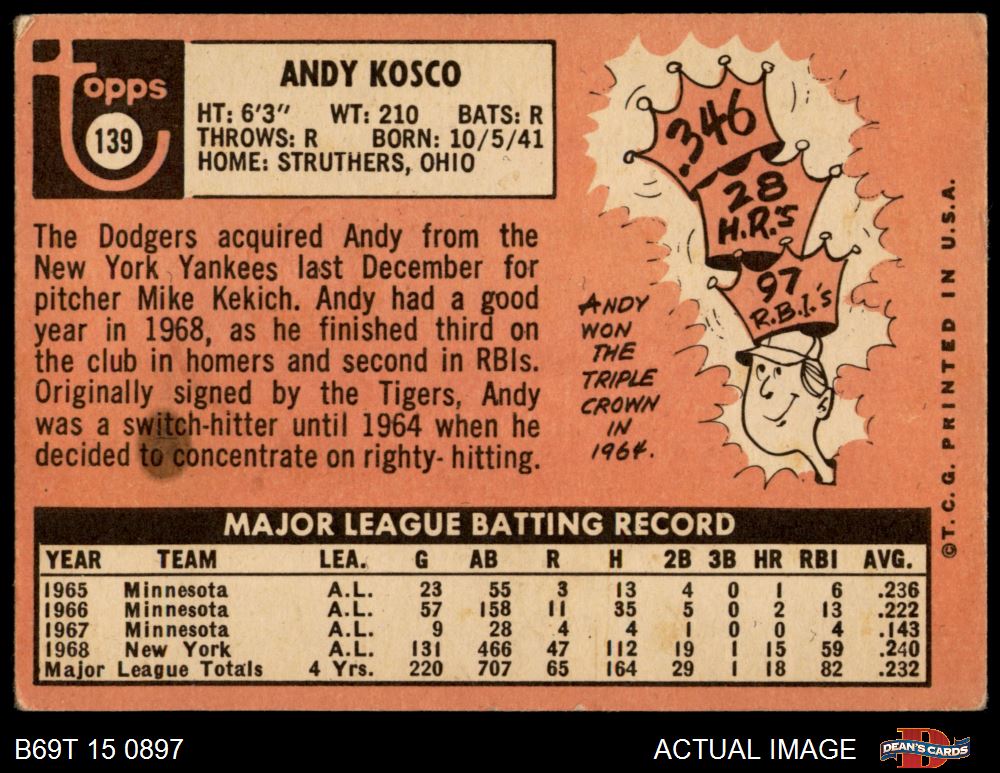 topps
139
ANDY KOSCO
HT: 6'3" WT: 210 BATS: R
THROWS: R BORN: 10/5/41
HOME: STRUTHERS, OHIO
The Dodgers acquired Andy from the
New York Yankees last December for
pitcher Mike Kekich. Andy had a good
year in 1968, as he finished third on
the club in homers and second in RBIs.
Originally signed by the Tigers, Andy
was a switch-hitter until 1964 when he
decided to concentrate on righty-hitting.
.346
28
H.R.'S
97
R.B.I.'s
ANDY
WON
THE
TRIPLE
CROWN
IN
1964.
©T.C.G. PRINTED IN U.S.A.
MAJOR LEAGUE BATTING RECORD
YEAR TEAM LEA. G AB R H 2B 3B HR RBI AVG.
1965 Minnesota A.L. 23 55 3 13 4 0 1 6 .236
1966 Minnesota A.L. 57 158 11 35 5 0 2 13 .222
1967 Minnesota A.L. 9 28 4 4 1 0 0 4 .143
1968 New York A.L. 131 466 47 112 19 1 15 59 .240
Major League Totals 4 Yrs. 220 707 65 164 29 1 18 82 .232
B69T 15 0897
ACTUAL IMAGE
DEAN'S CARDS